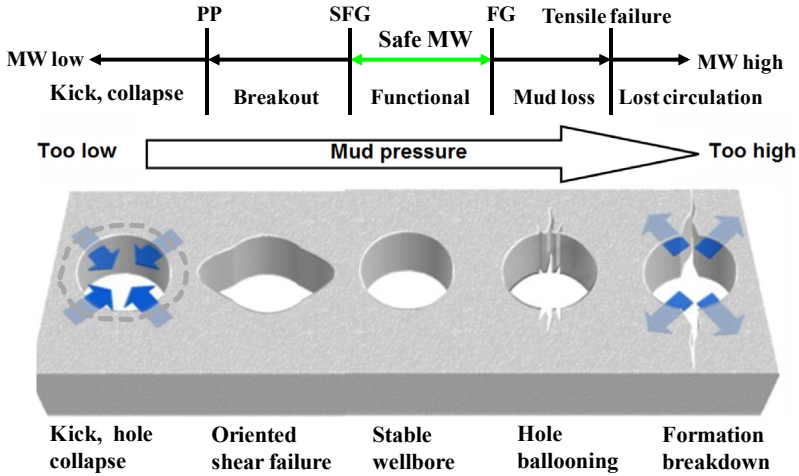 PP SFG FG Tensile failure
MW low Safe MW MW high
Kick, collapse Breakout Functional Mud loss Lost circulation
Too low Mud pressure Too high
Kick, hole collapse
Oriented shear failure
Stable wellbore
Hole ballooning
Formation breakdown